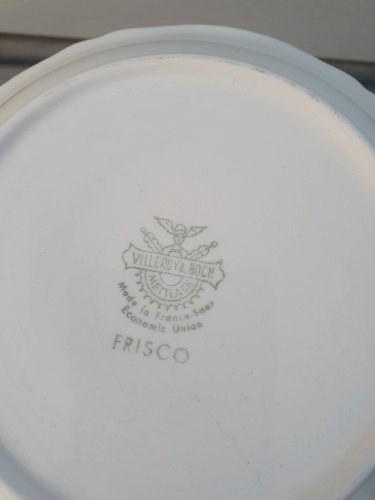 VILLEROY & BOCH
METTLACH
Made in France-Saar
Economic Union
FRISCO